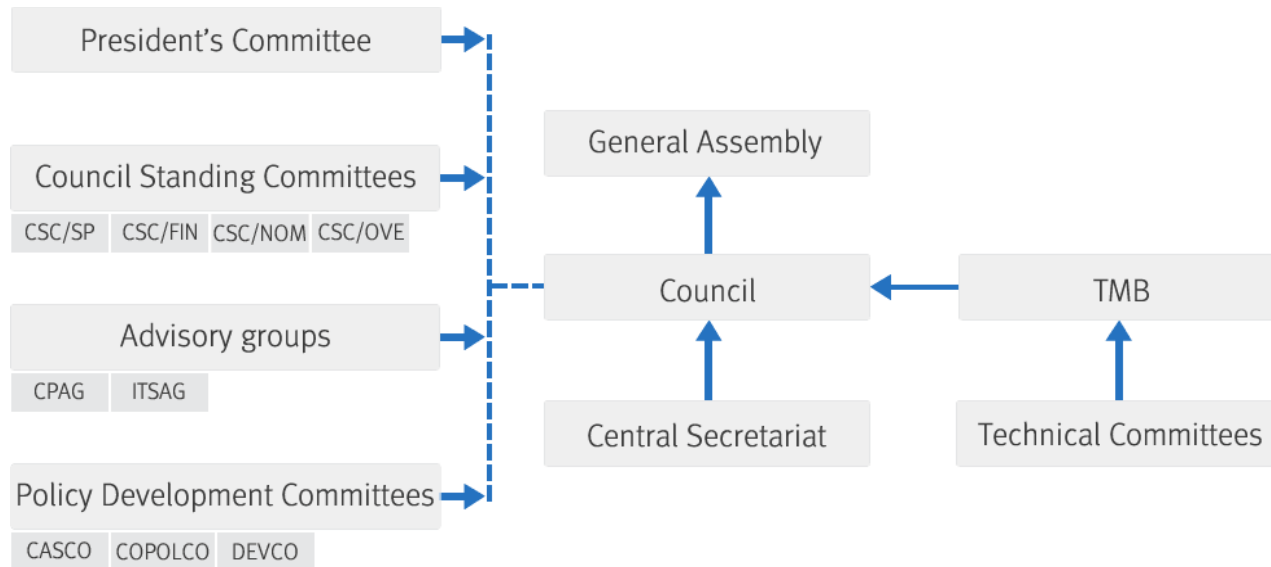 President's Committee
Council Standing Committees
CSC/SP CSC/FIN CSC/NOM CSC/OVE
Advisory groups
CPAG ITSAG
Policy Development Committees
CASCO COPOLCO DEVCO
General Assembly
Council
Central Secretariat
TMB
Technical Committees